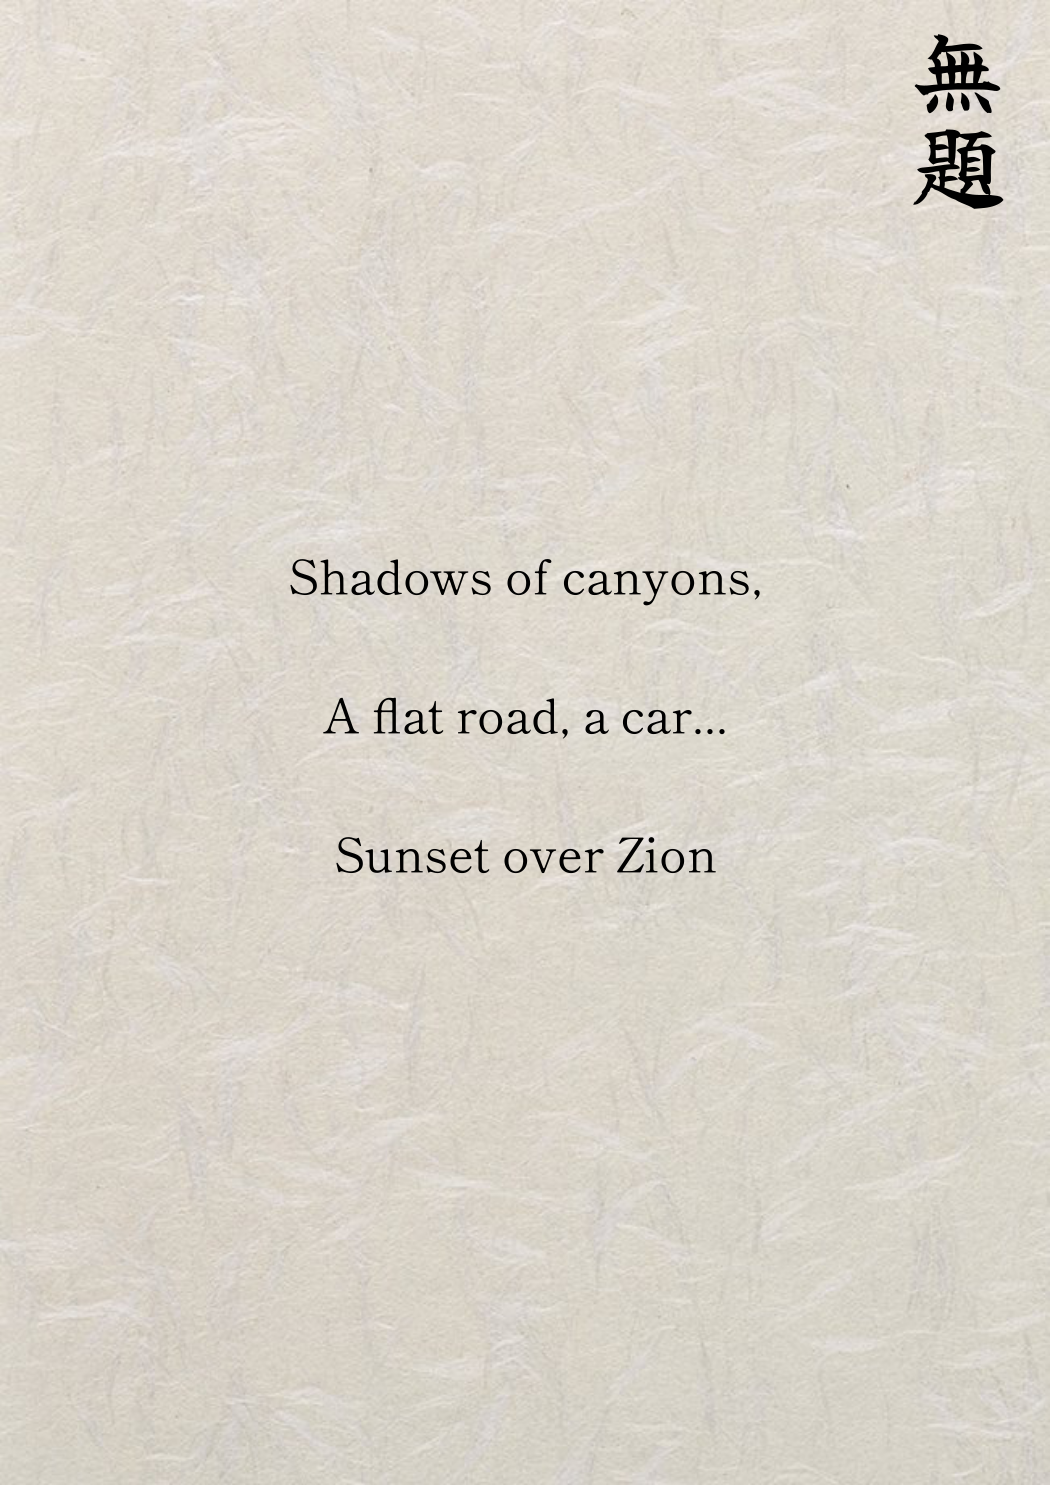 無題
Shadows of canyons,
A flat road, a car...
Sunset over Zion